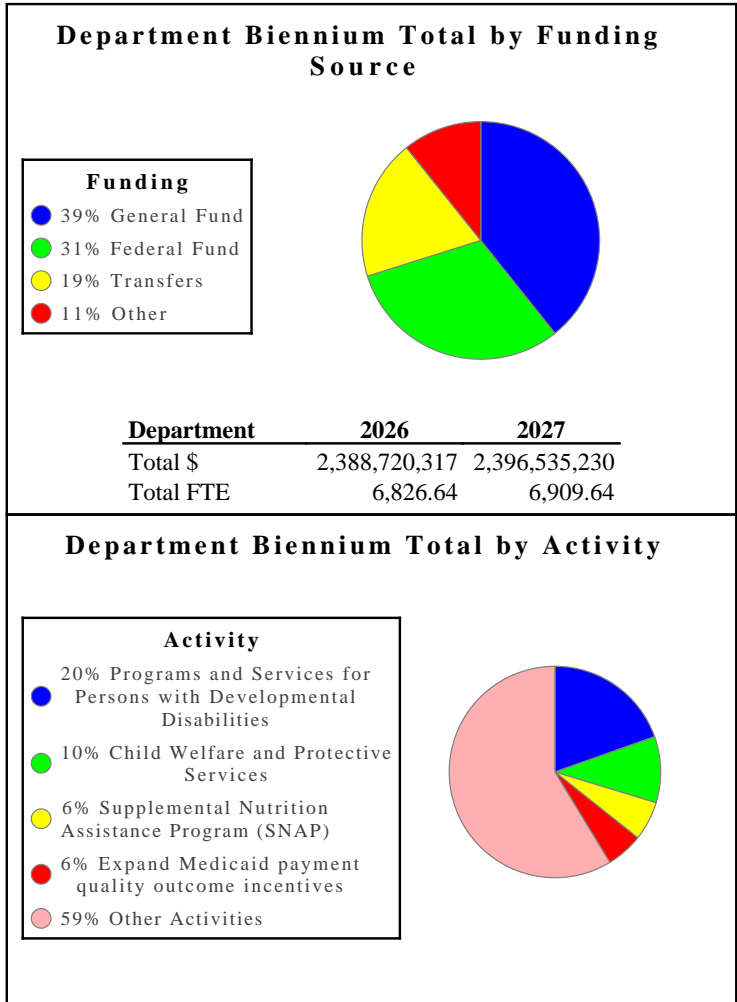 Department Biennium Total by Funding
Source
Funding
39% General Fund
31% Federal Fund
19% Transfers
11% Other
Department 2026 2027
Total $ 2,388,720,317 2,396,535,230
Total FTE 6,826.64 6,909.64
Department Biennium Total by Activity
Activity
20% Programs and Services for
Persons with Developmental
Disabilities
10% Child Welfare and Protective
Services
6% Supplemental Nutrition
Assistance Program (SNAP)
6% Expand Medicaid payment
quality outcome incentives
59% Other Activities